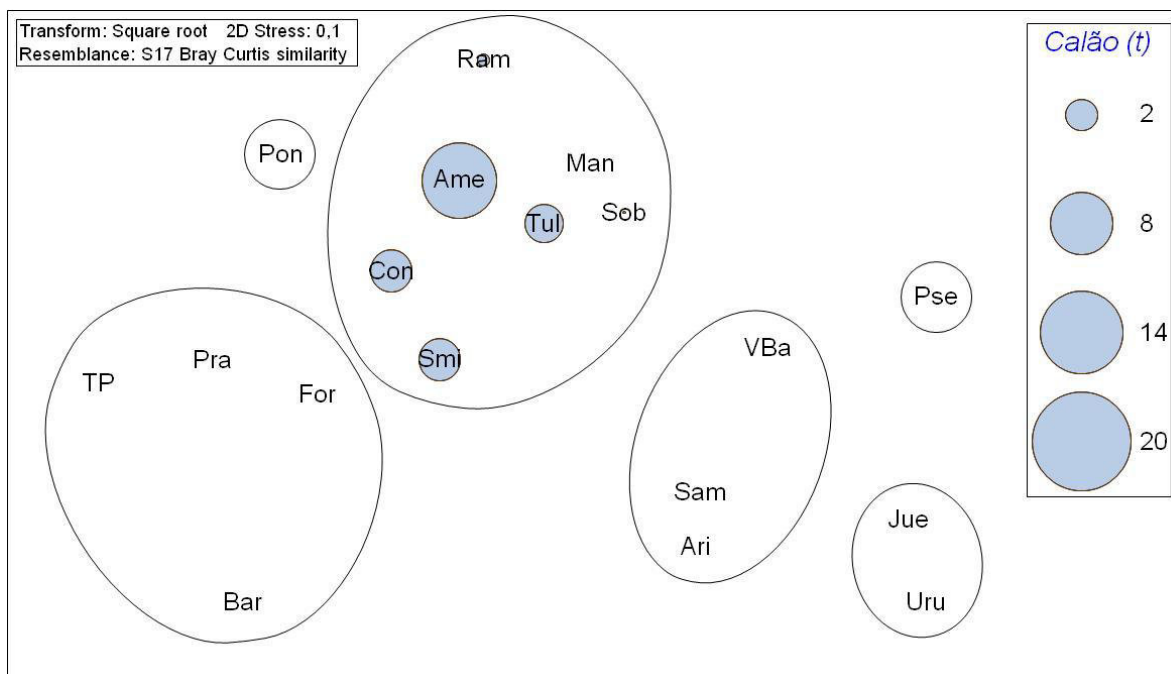 Transform: Square root 2D Stress: 0,1
Resemblance: S17 Bray Curtis similarity
Calão (t)
2
8
14
20
Ram
Pon
Man
Ame
Sob
Tul
Con
Pse
VBa
Smi
Pra
TP
For
Sam
Jue
Ari
Bar
Uru